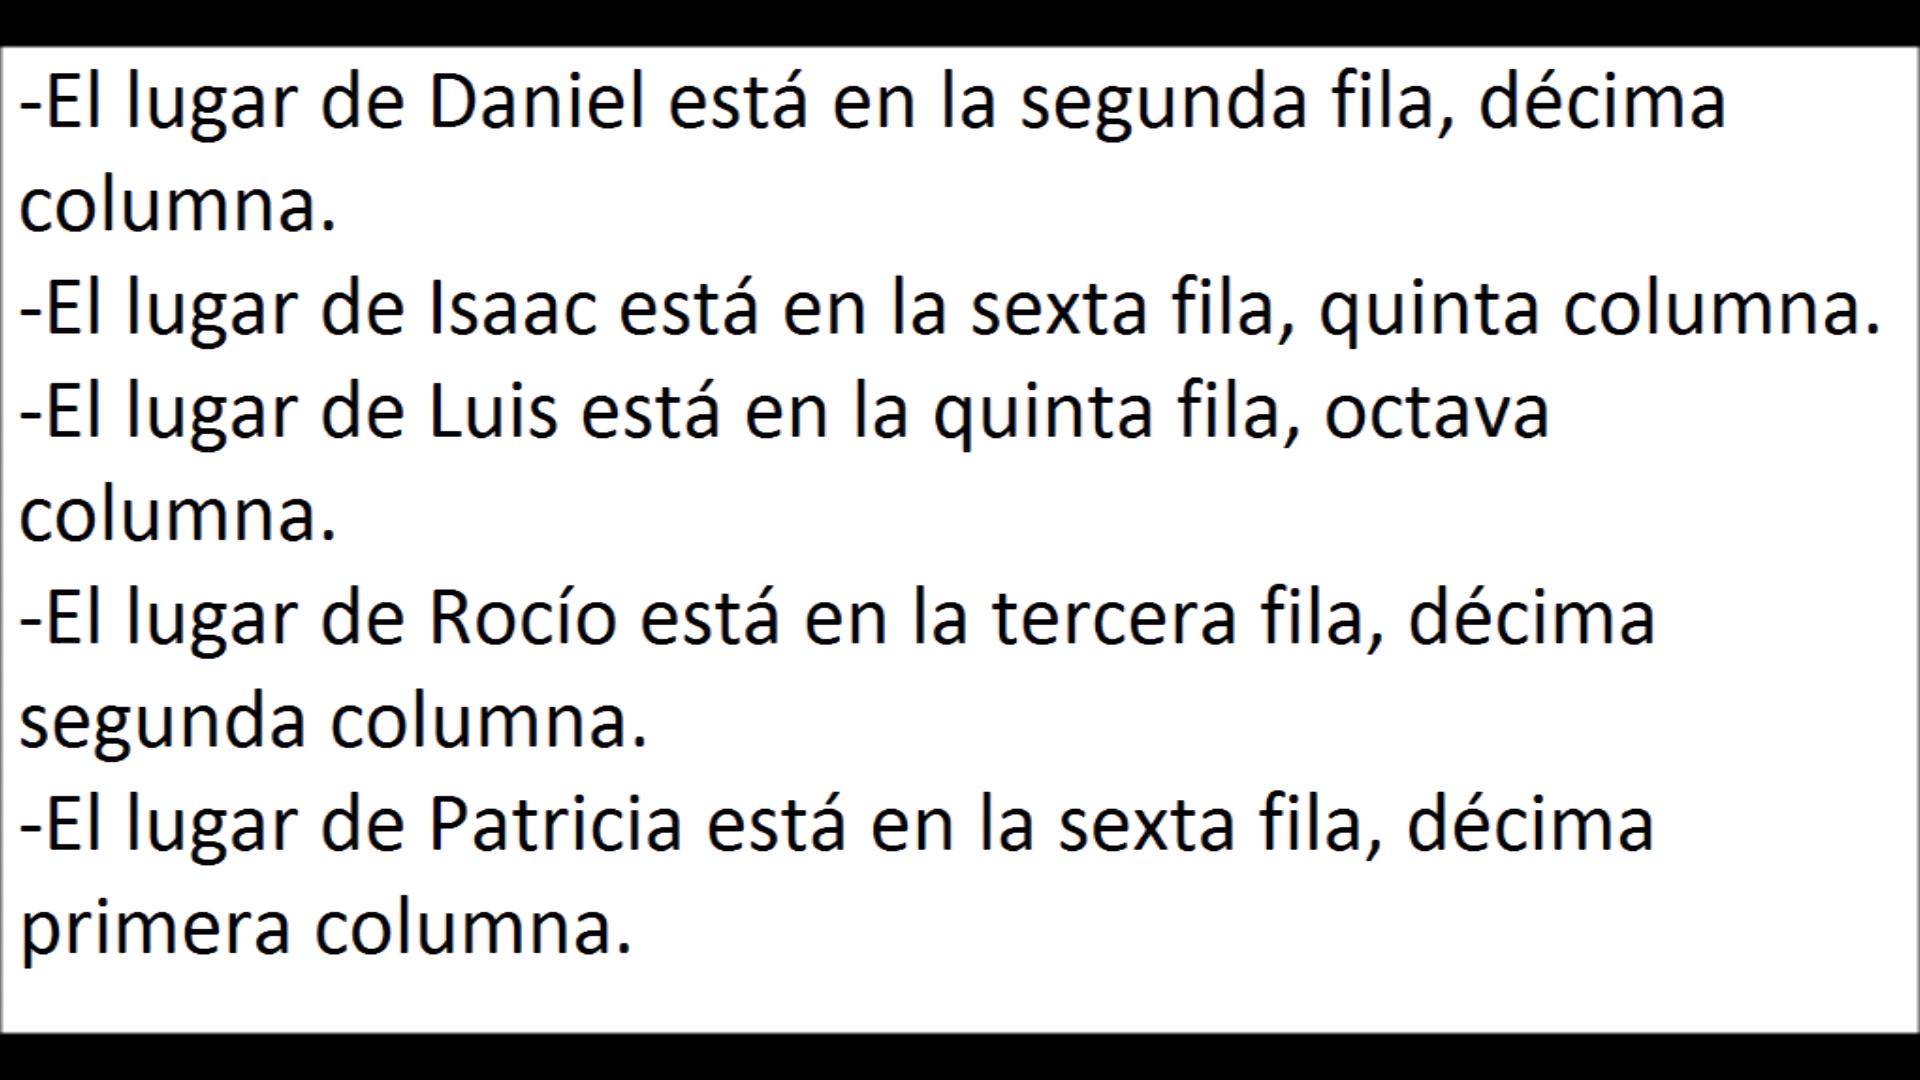 -El lugar de Daniel está en la segunda fila, décima
columna.
-El lugar de Isaac está en la sexta fila, quinta columna.
-El lugar de Luis está en la quinta fila, octava
columna.
-El lugar de Rocío está en la tercera fila, décima
segunda columna.
-El lugar de Patricia está en la sexta fila, décima
primera columna.